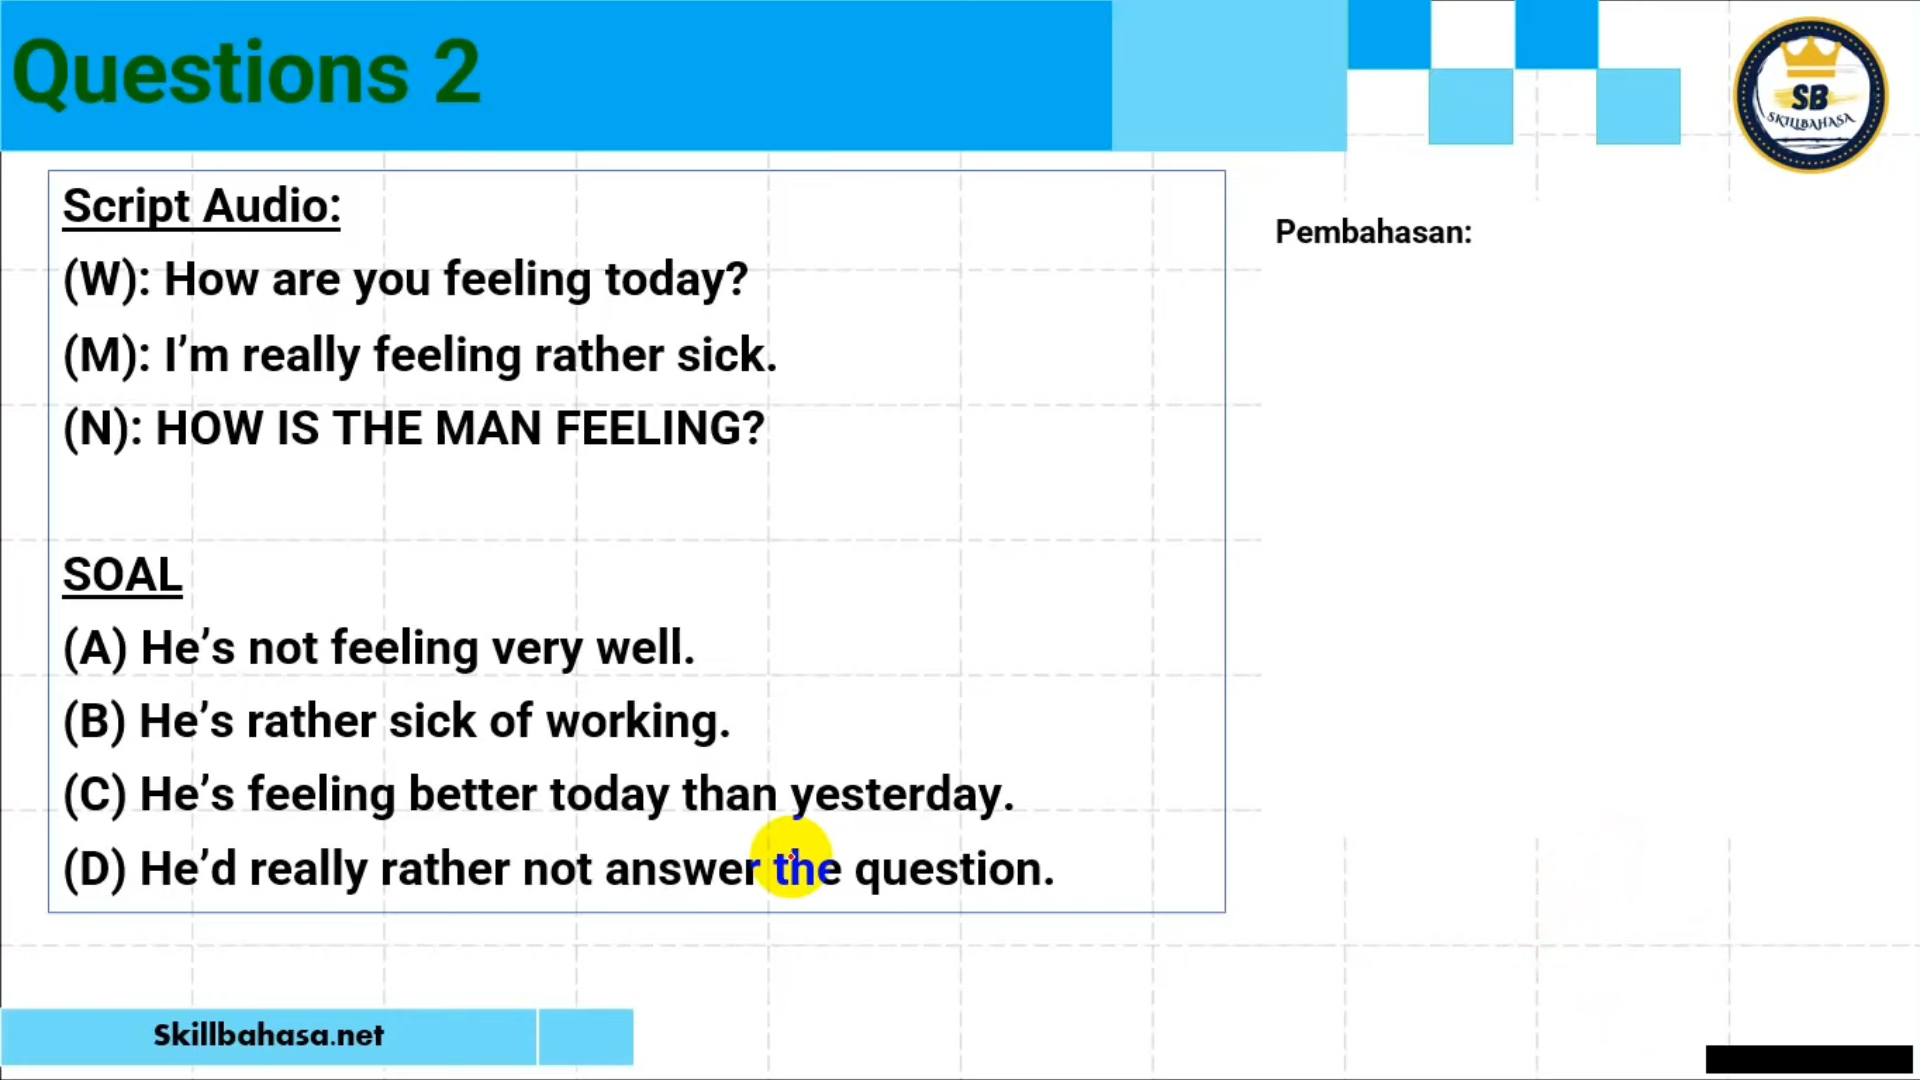 Questions 2
SB
SKILLBAHASA
Script Audio:
(W): How are you feeling today?
(M): I’m really feeling rather sick.
(N): HOW IS THE MAN FEELING?
SOAL
(A) He’s not feeling very well.
(B) He’s rather sick of working.
(C) He’s feeling better today than yesterday.
(D) He’d really rather not answer the question.
Pembahasan:
Skillbahasa.net